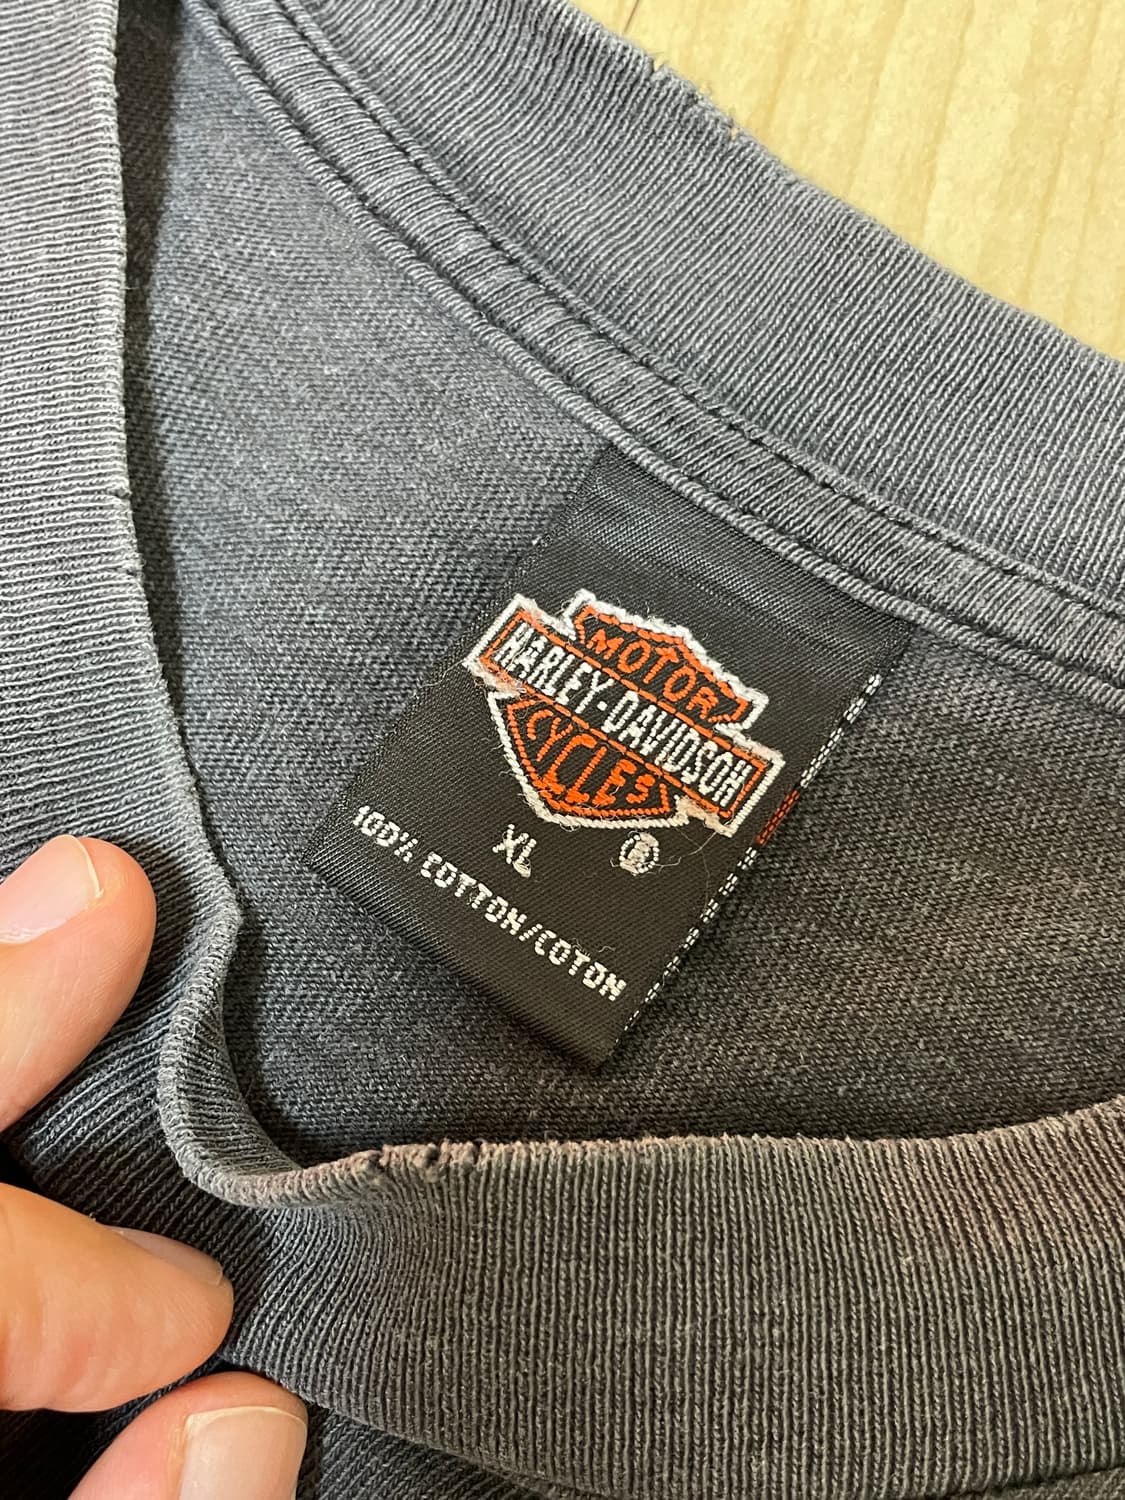 MOTOR
HARLEY-DAVIDSON
CYCLES
XL ®
100% COTTON/COTON